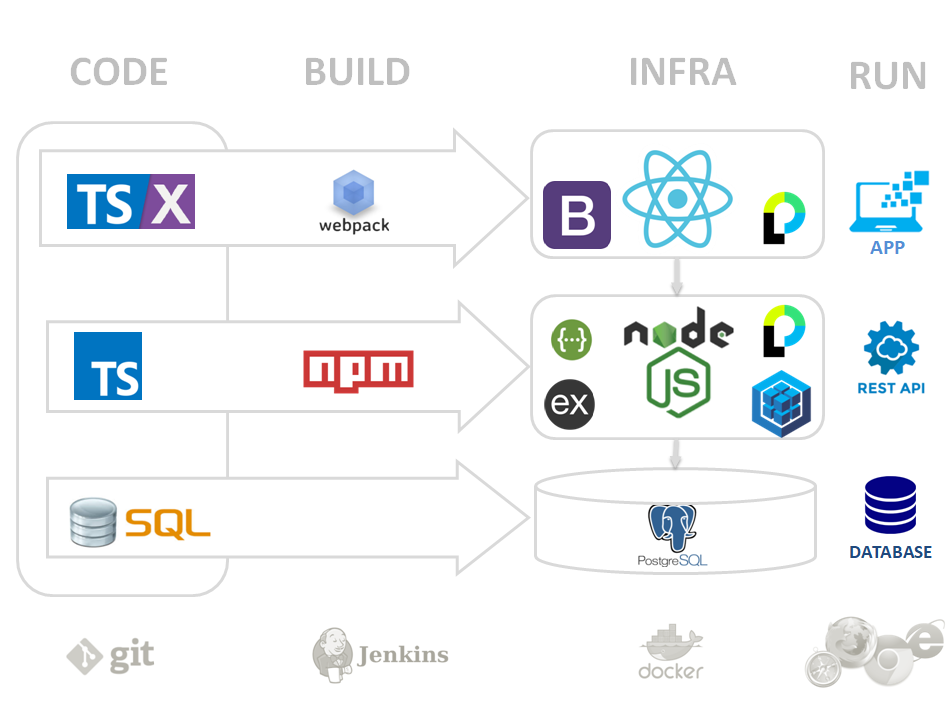 CODE BUILD INFRA RUN
TSX
webpack
B
APP
TS
npm
{...}
node
JS
ex
REST API
SQL
PostgreSQL
DATABASE
git
Jenkins
docker